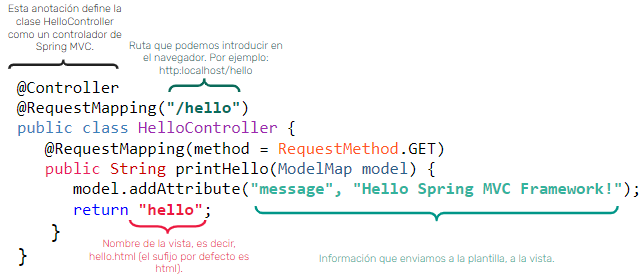 Esta anotación define la
clase HelloController
como un controlador de
Spring MVC.
Ruta que podemos introducir en
el navegador. Por ejemplo:
http:localhost/hello
@Controller
@RequestMapping("/hello")
public class HelloController {
@RequestMapping(method = RequestMethod.GET)
public String printHello(ModelMap model) {
model.addAttribute("message", "Hello Spring MVC Framework!");
return "hello";
}
}
Nombre de la vista, es decir,
hello.html (el sufijo por defecto es
html).
Información que enviamos a la plantilla, a la vista.